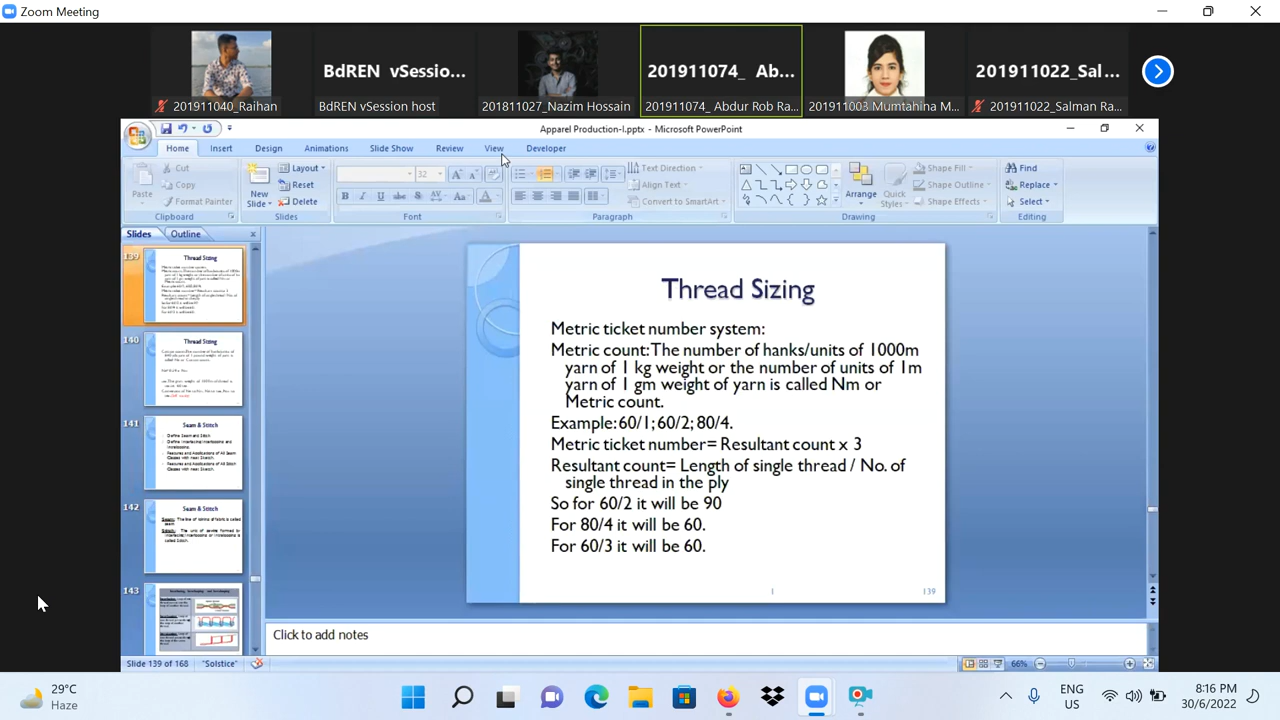 Zoom Meeting
BdREN vSessio...
201911074_ Ab...
201911022_Sal...
201911040_Raihan
BdREN vSession host
201811027_Nazim Hossain
201911074_ Abdur Rob Ra...
201911003 Mumtahina M...
201911022_Salman Ra...
Apparel Production-I.pptx - Microsoft PowerPoint
Home Insert Design Animations Slide Show Review View Developer
Paste
Cut
Copy
Format Painter
Clipboard
New Slide
Layout
Reset
Delete
Slides
32
Font
Text Direction
Align Text
Convert to SmartArt
Paragraph
Arrange
Quick Styles
Shape Fill
Shape Outline
Shape Effects
Drawing
Find
Replace
Select
Editing
Slides Outline
139
Thread Sizing
140
Thread Sizing
141
Seam & Stitch
142
Seam & Stitch
143
Thread Sizing
Metric ticket number system:
Metric count:The number of hanks/units of 1000m
yarn of 1 kg weight or the number of units of 1m
yarn of 1 gm weight of yarn is called Nm or
Metric count.
Example: 60/1; 60/2; 80/4.
Metric ticket number= Resultant count x 3
Resultant count= Length of single thread / No. of
single thread in the ply
So for 60/2 it will be 90
For 80/4 it will be 60.
For 60/3 it will be 60.
139
Click to add notes
Slide 139 of 168 "Solstice"
66%
29°C
Haze
ENG
US
8:16 PM
30/6/2022